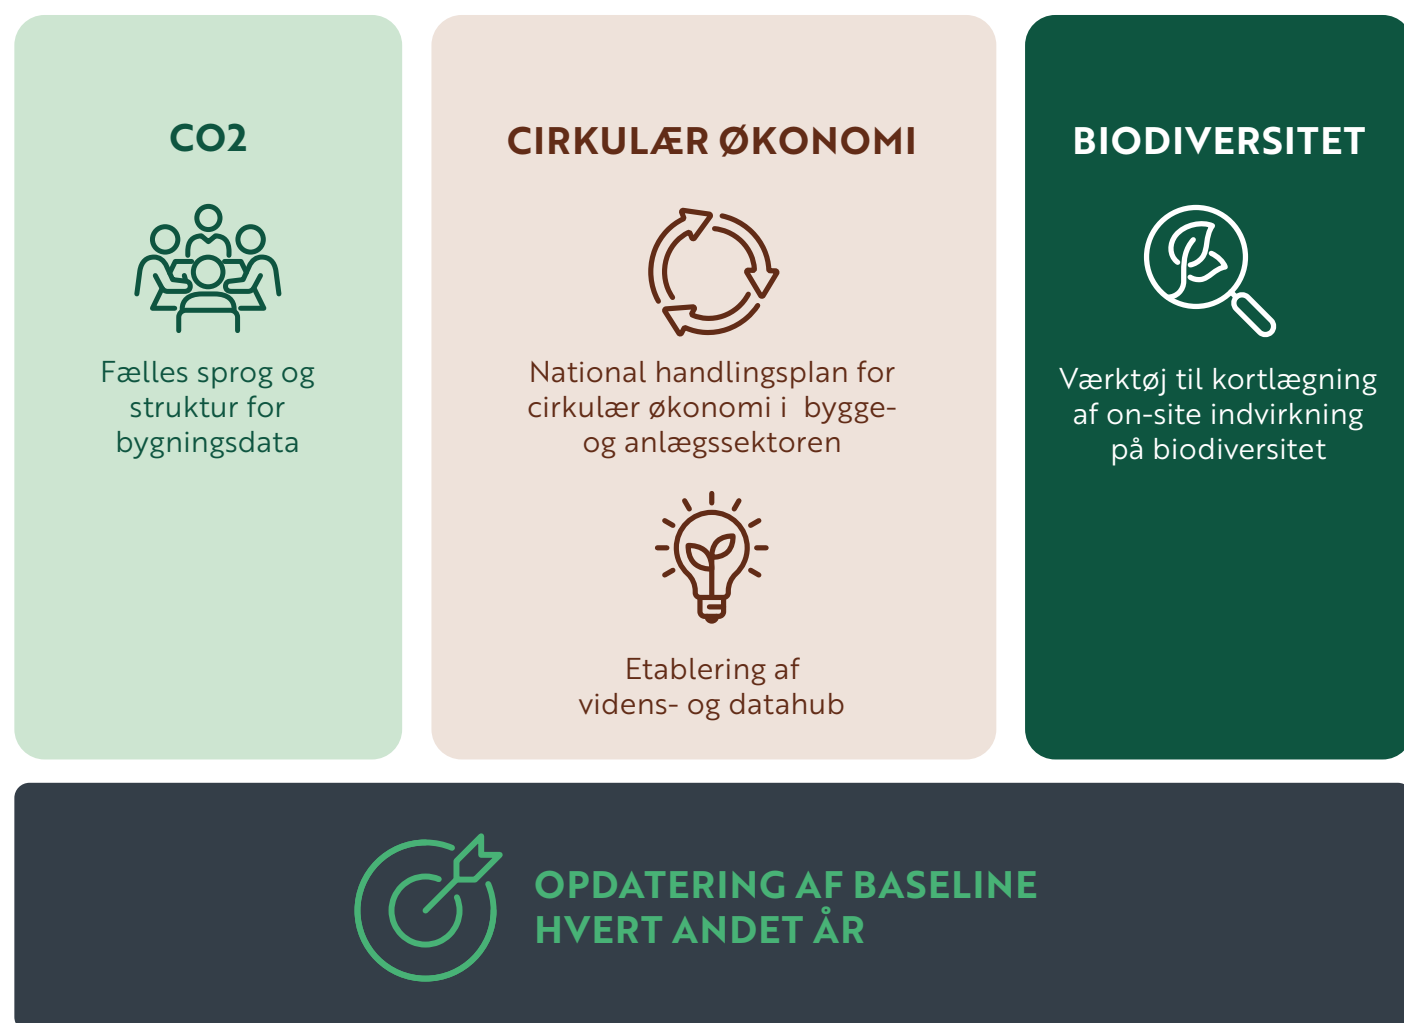 CO2
Fælles sprog og
struktur for
bygningsdata
CIRKULÆR ØKONOMI
National handlingsplan for
cirkulær økonomi i  bygge-
og anlægssektoren
Etablering af
videns- og datahub
BIODIVERSITET
Værktøj til kortlægning
af on-site indvirkning
på biodiversitet
OPDATERING AF BASELINE
HVERT ANDET ÅR